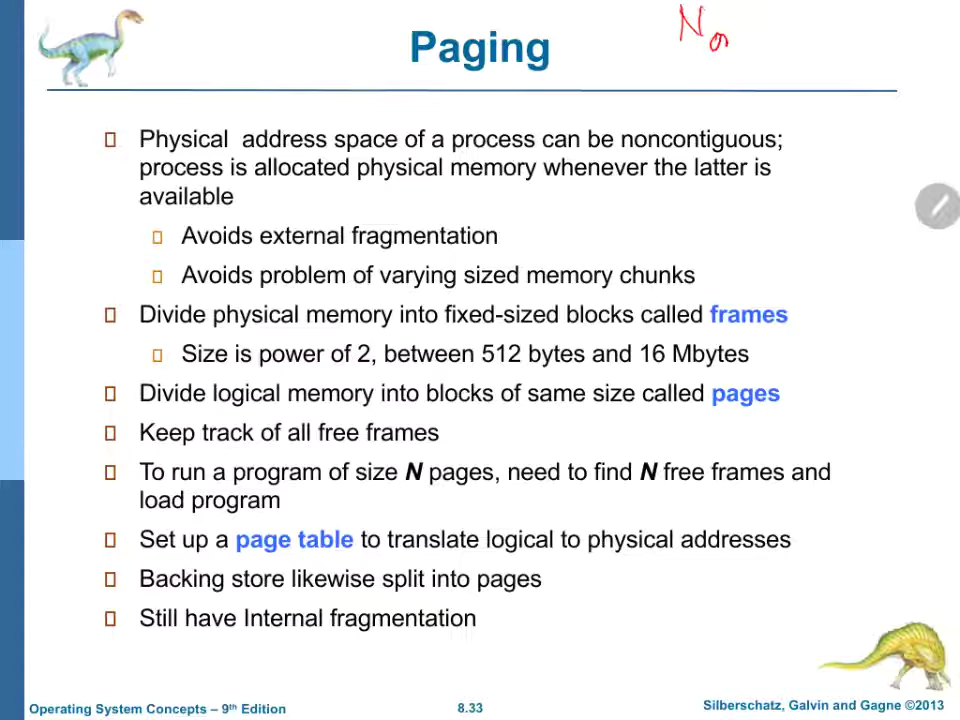 Paging
No
Physical address space of a process can be noncontiguous;
process is allocated physical memory whenever the latter is
available
Avoids external fragmentation
Avoids problem of varying sized memory chunks
Divide physical memory into fixed-sized blocks called frames
Size is power of 2, between 512 bytes and 16 Mbytes
Divide logical memory into blocks of same size called pages
Keep track of all free frames
To run a program of size N pages, need to find N free frames and
load program
Set up a page table to translate logical to physical addresses
Backing store likewise split into pages
Still have Internal fragmentation
Operating System Concepts – 9th Edition
8.33
Silberschatz, Galvin and Gagne ©2013